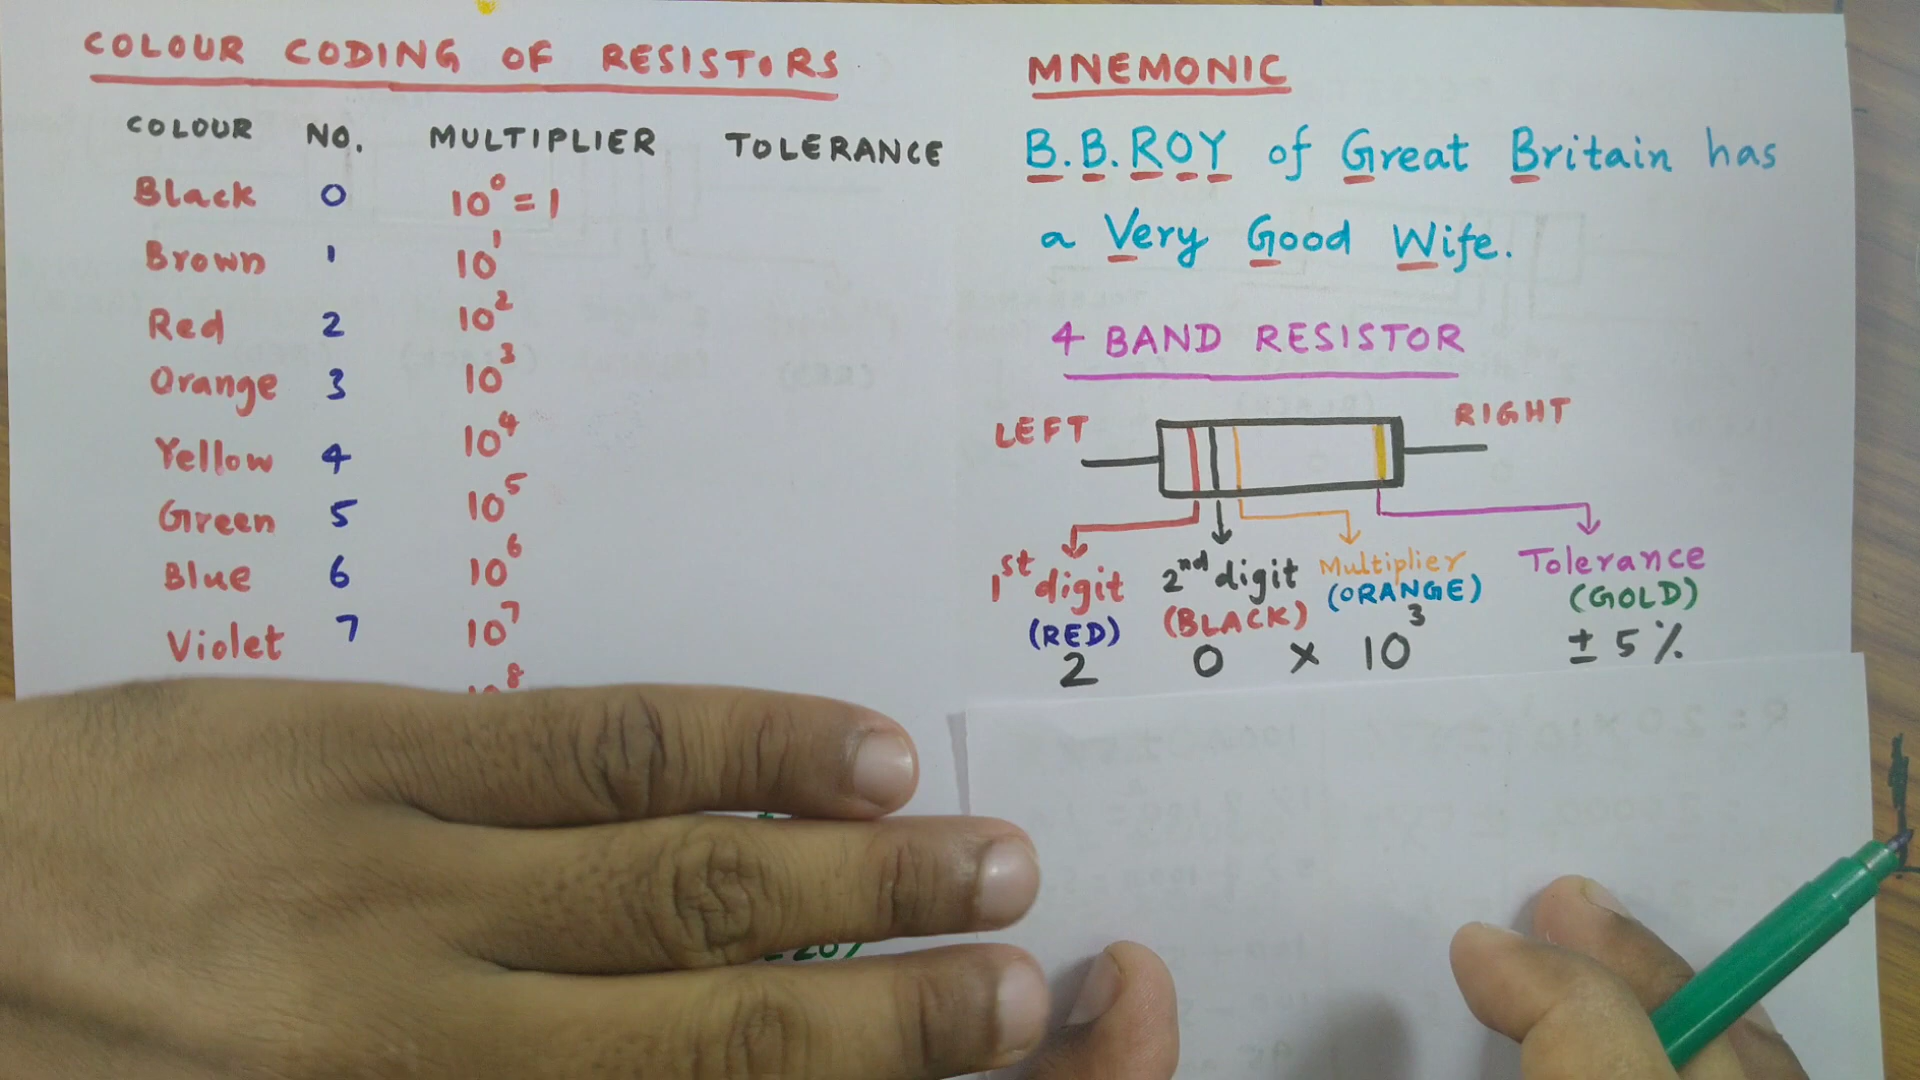 COLOUR CODING OF RESISTORS
COLOUR NO. MULTIPLIER TOLERANCE
Black 0 10⁰ = 1
Brown 1 10¹
Red 2 10²
Orange 3 10³
Yellow 4 10⁴
Green 5 10⁵
Blue 6 10⁶
Violet 7 10⁷
MNEMONIC
B.B.ROY of Great Britain has
a Very Good Wife.
4 BAND RESISTOR
LEFT RIGHT
1st digit 2nd digit Multiplier Tolerance
(RED) (BLACK) (ORANGE) (GOLD)
2 0 × 10³ ± 5%